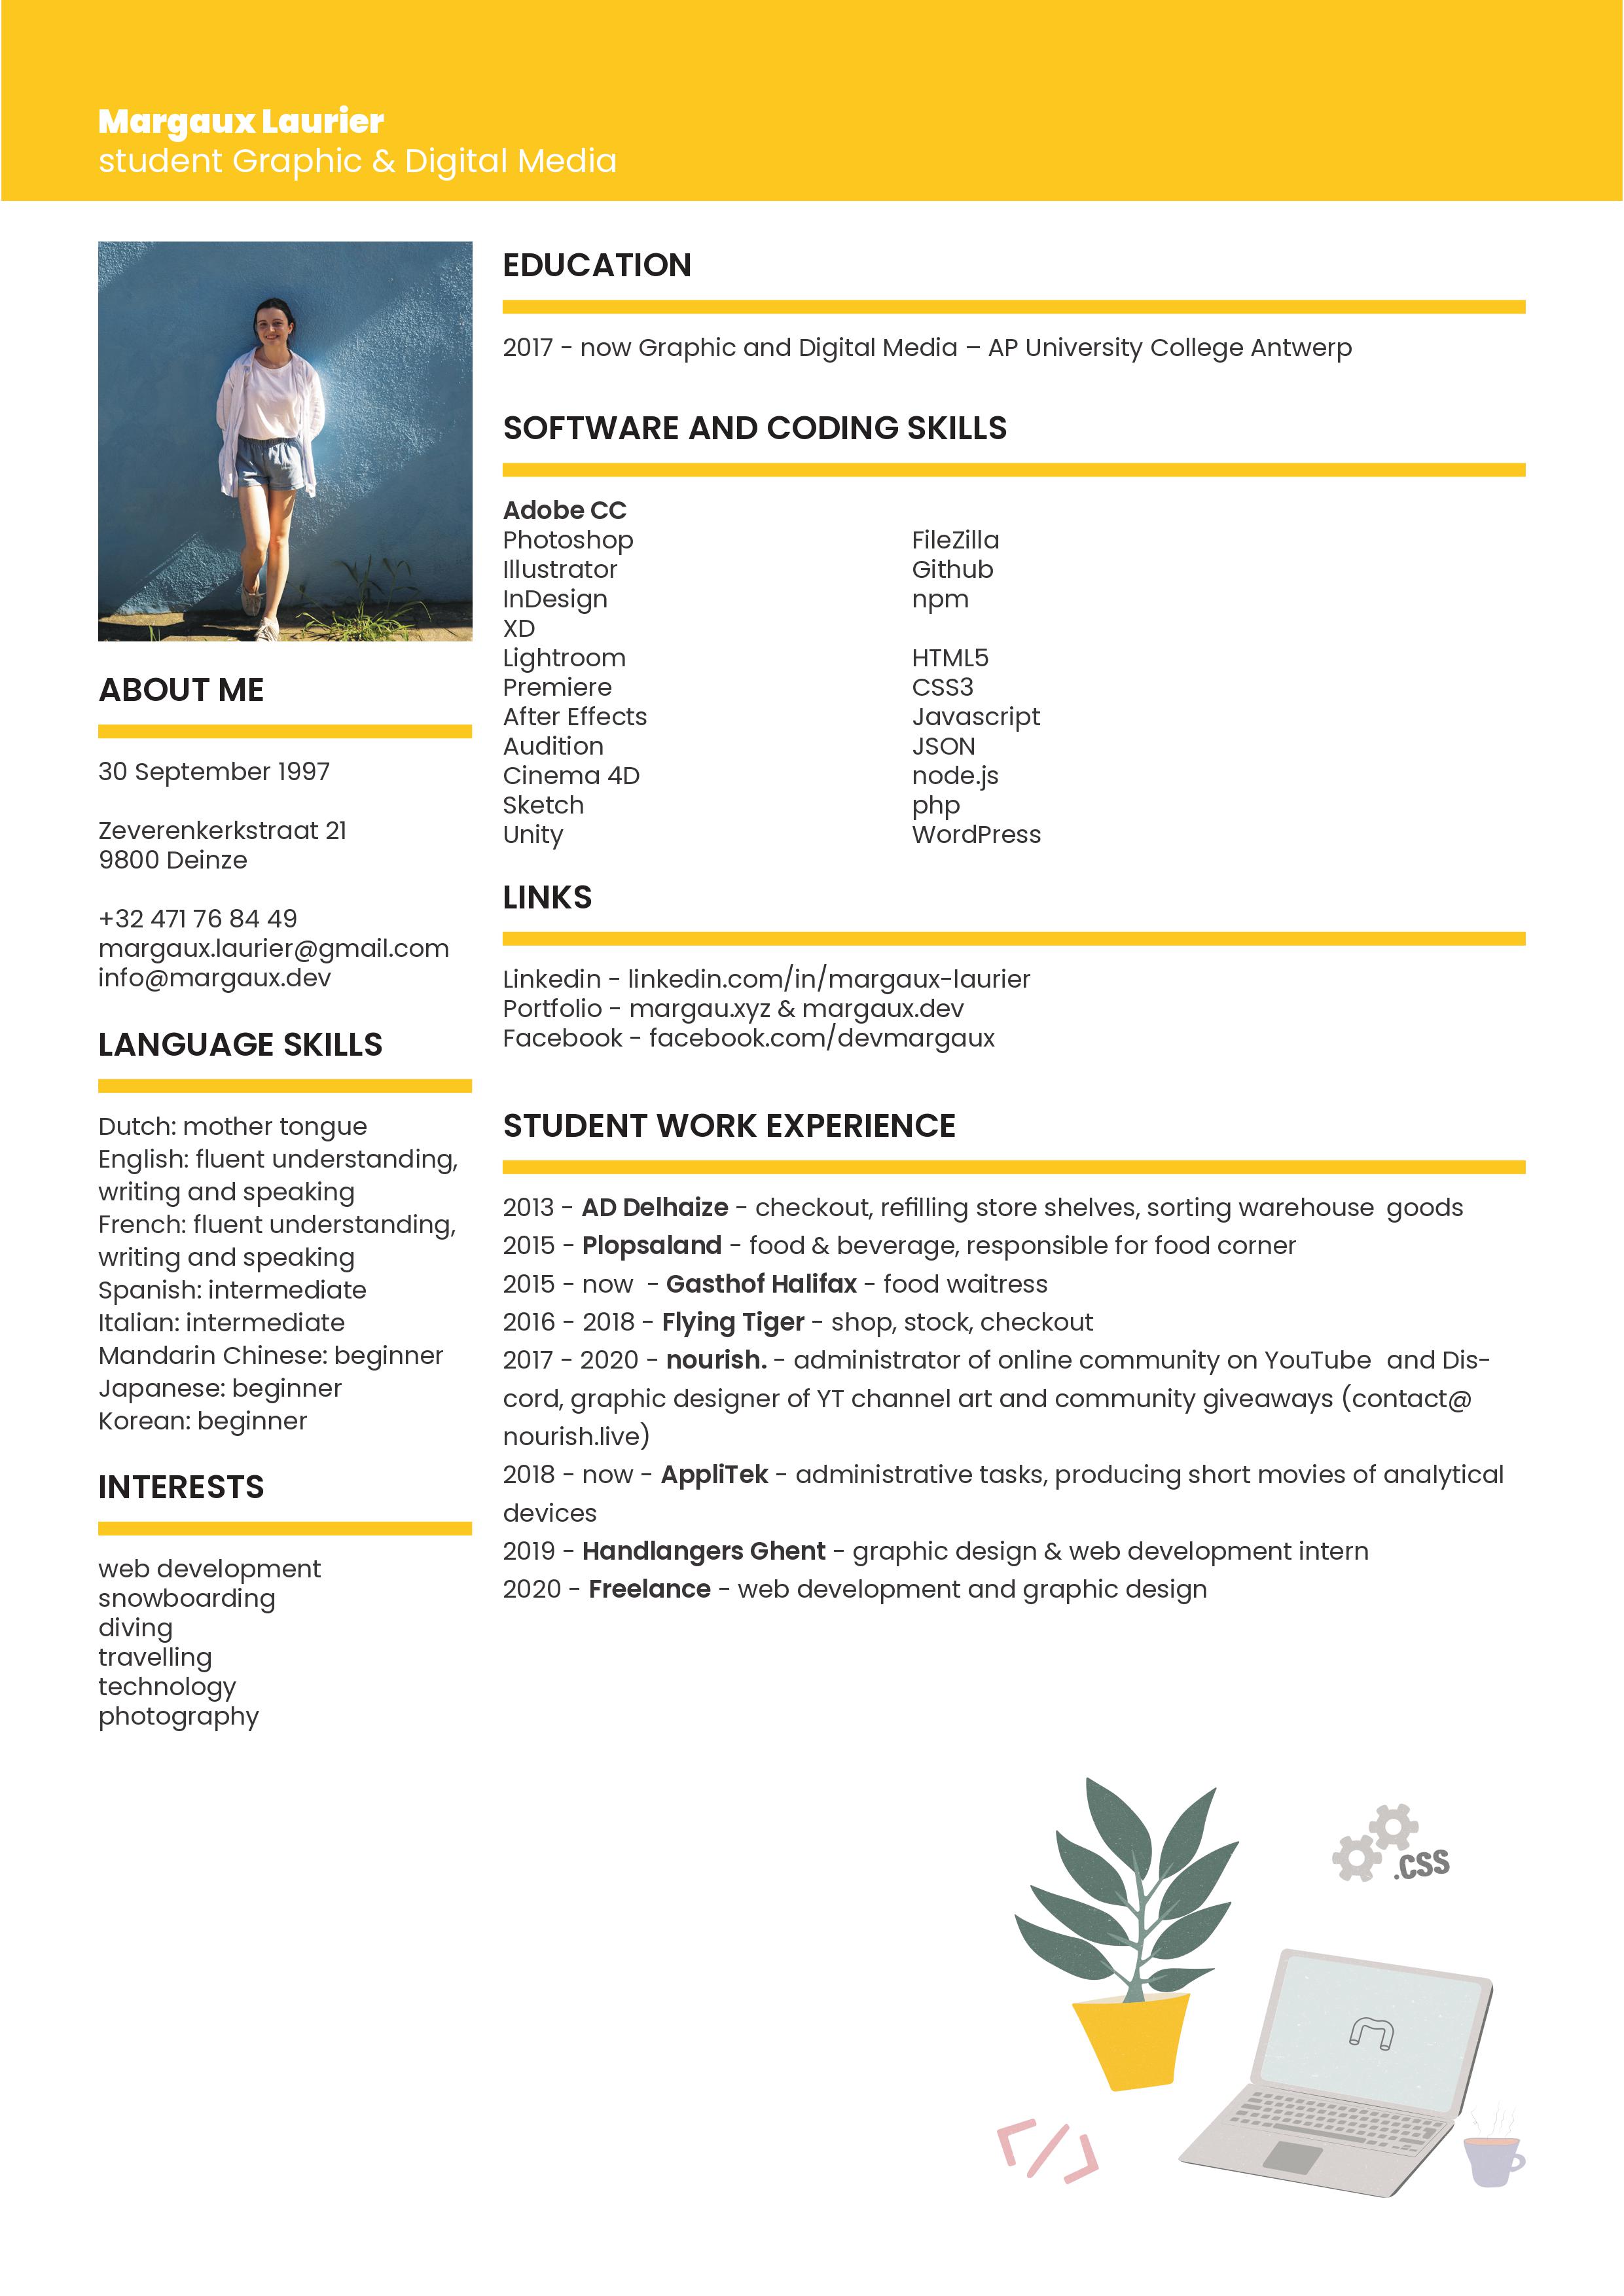 Margaux Laurier
student Graphic & Digital Media
ABOUT ME
30 September 1997
Zeverenkerkstraat 21
9800 Deinze
+32 471 76 84 49
margaux.laurier@gmail.com
info@margaux.dev
LANGUAGE SKILLS
Dutch: mother tongue
English: fluent understanding,
writing and speaking
French: fluent understanding,
writing and speaking
Spanish: intermediate
Italian: intermediate
Mandarin Chinese: beginner
Japanese: beginner
Korean: beginner
INTERESTS
web development
snowboarding
diving
travelling
technology
photography
EDUCATION
2017 - now Graphic and Digital Media – AP University College Antwerp
SOFTWARE AND CODING SKILLS
Adobe CC
Photoshop
Illustrator
InDesign
XD
Lightroom
Premiere
After Effects
Audition
Cinema 4D
Sketch
Unity
FileZilla
Github
npm
HTML5
CSS3
Javascript
JSON
node.js
php
WordPress
LINKS
Linkedin - linkedin.com/in/margaux-laurier
Portfolio - margau.xyz & margaux.dev
Facebook - facebook.com/devmargaux
STUDENT WORK EXPERIENCE
2013 - AD Delhaize - checkout, refilling store shelves, sorting warehouse goods
2015 - Plopsaland - food & beverage, responsible for food corner
2015 - now - Gasthof Halifax - food waitress
2016 - 2018 - Flying Tiger - shop, stock, checkout
2017 - 2020 - nourish. - administrator of online community on YouTube and Dis-
cord, graphic designer of YT channel art and community giveaways (contact@
nourish.live)
2018 - now - AppliTek - administrative tasks, producing short movies of analytical
devices
2019 - Handlangers Ghent - graphic design & web development intern
2020 - Freelance - web development and graphic design
.CSS